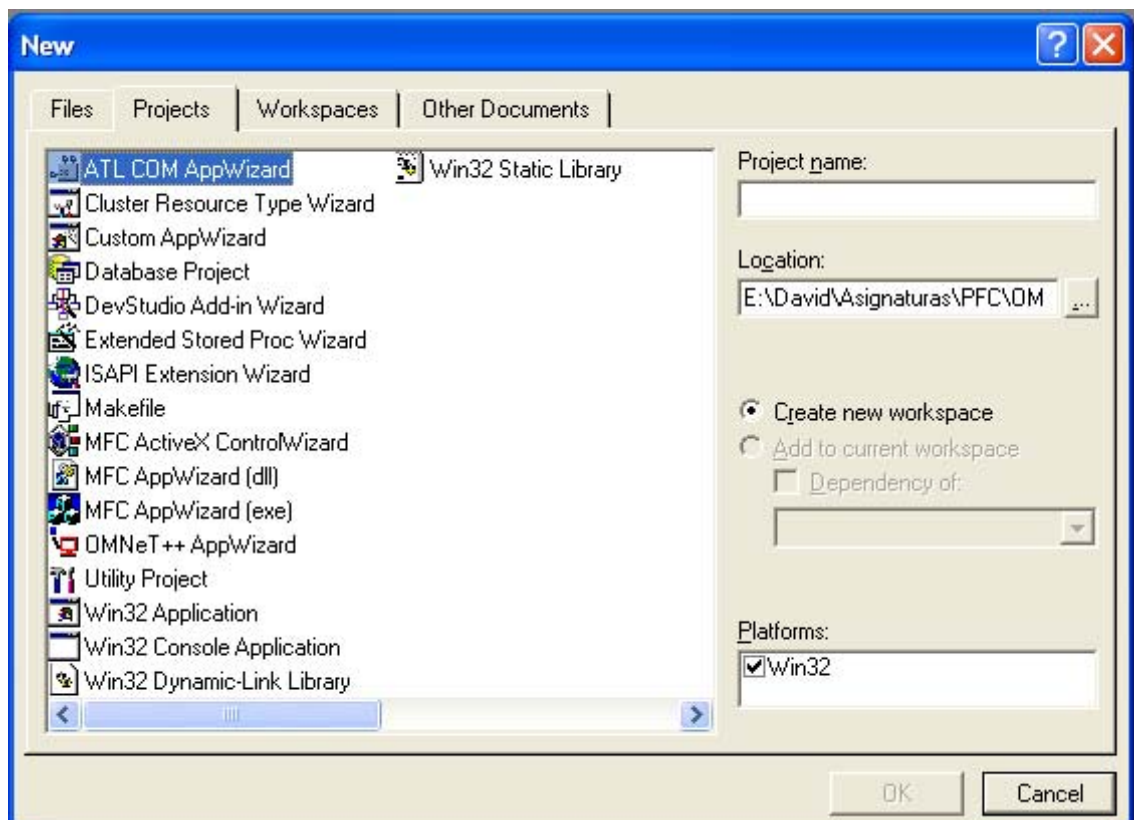 New
Files Projects Workspaces Other Documents
ATL COM AppWizard
Cluster Resource Type Wizard
Custom AppWizard
Database Project
DevStudio Add-in Wizard
Extended Stored Proc Wizard
ISAPI Extension Wizard
Makefile
MFC ActiveX ControlWizard
MFC AppWizard (dll)
MFC AppWizard (exe)
OMNeT++ AppWizard
Utility Project
Win32 Application
Win32 Console Application
Win32 Dynamic-Link Library
Win32 Static Library
Project name:
Location:
E:\David\Asignaturas\PFC\OM
...
Create new workspace
Add to current workspace
Dependency of:
Platforms:
Win32
OK Cancel